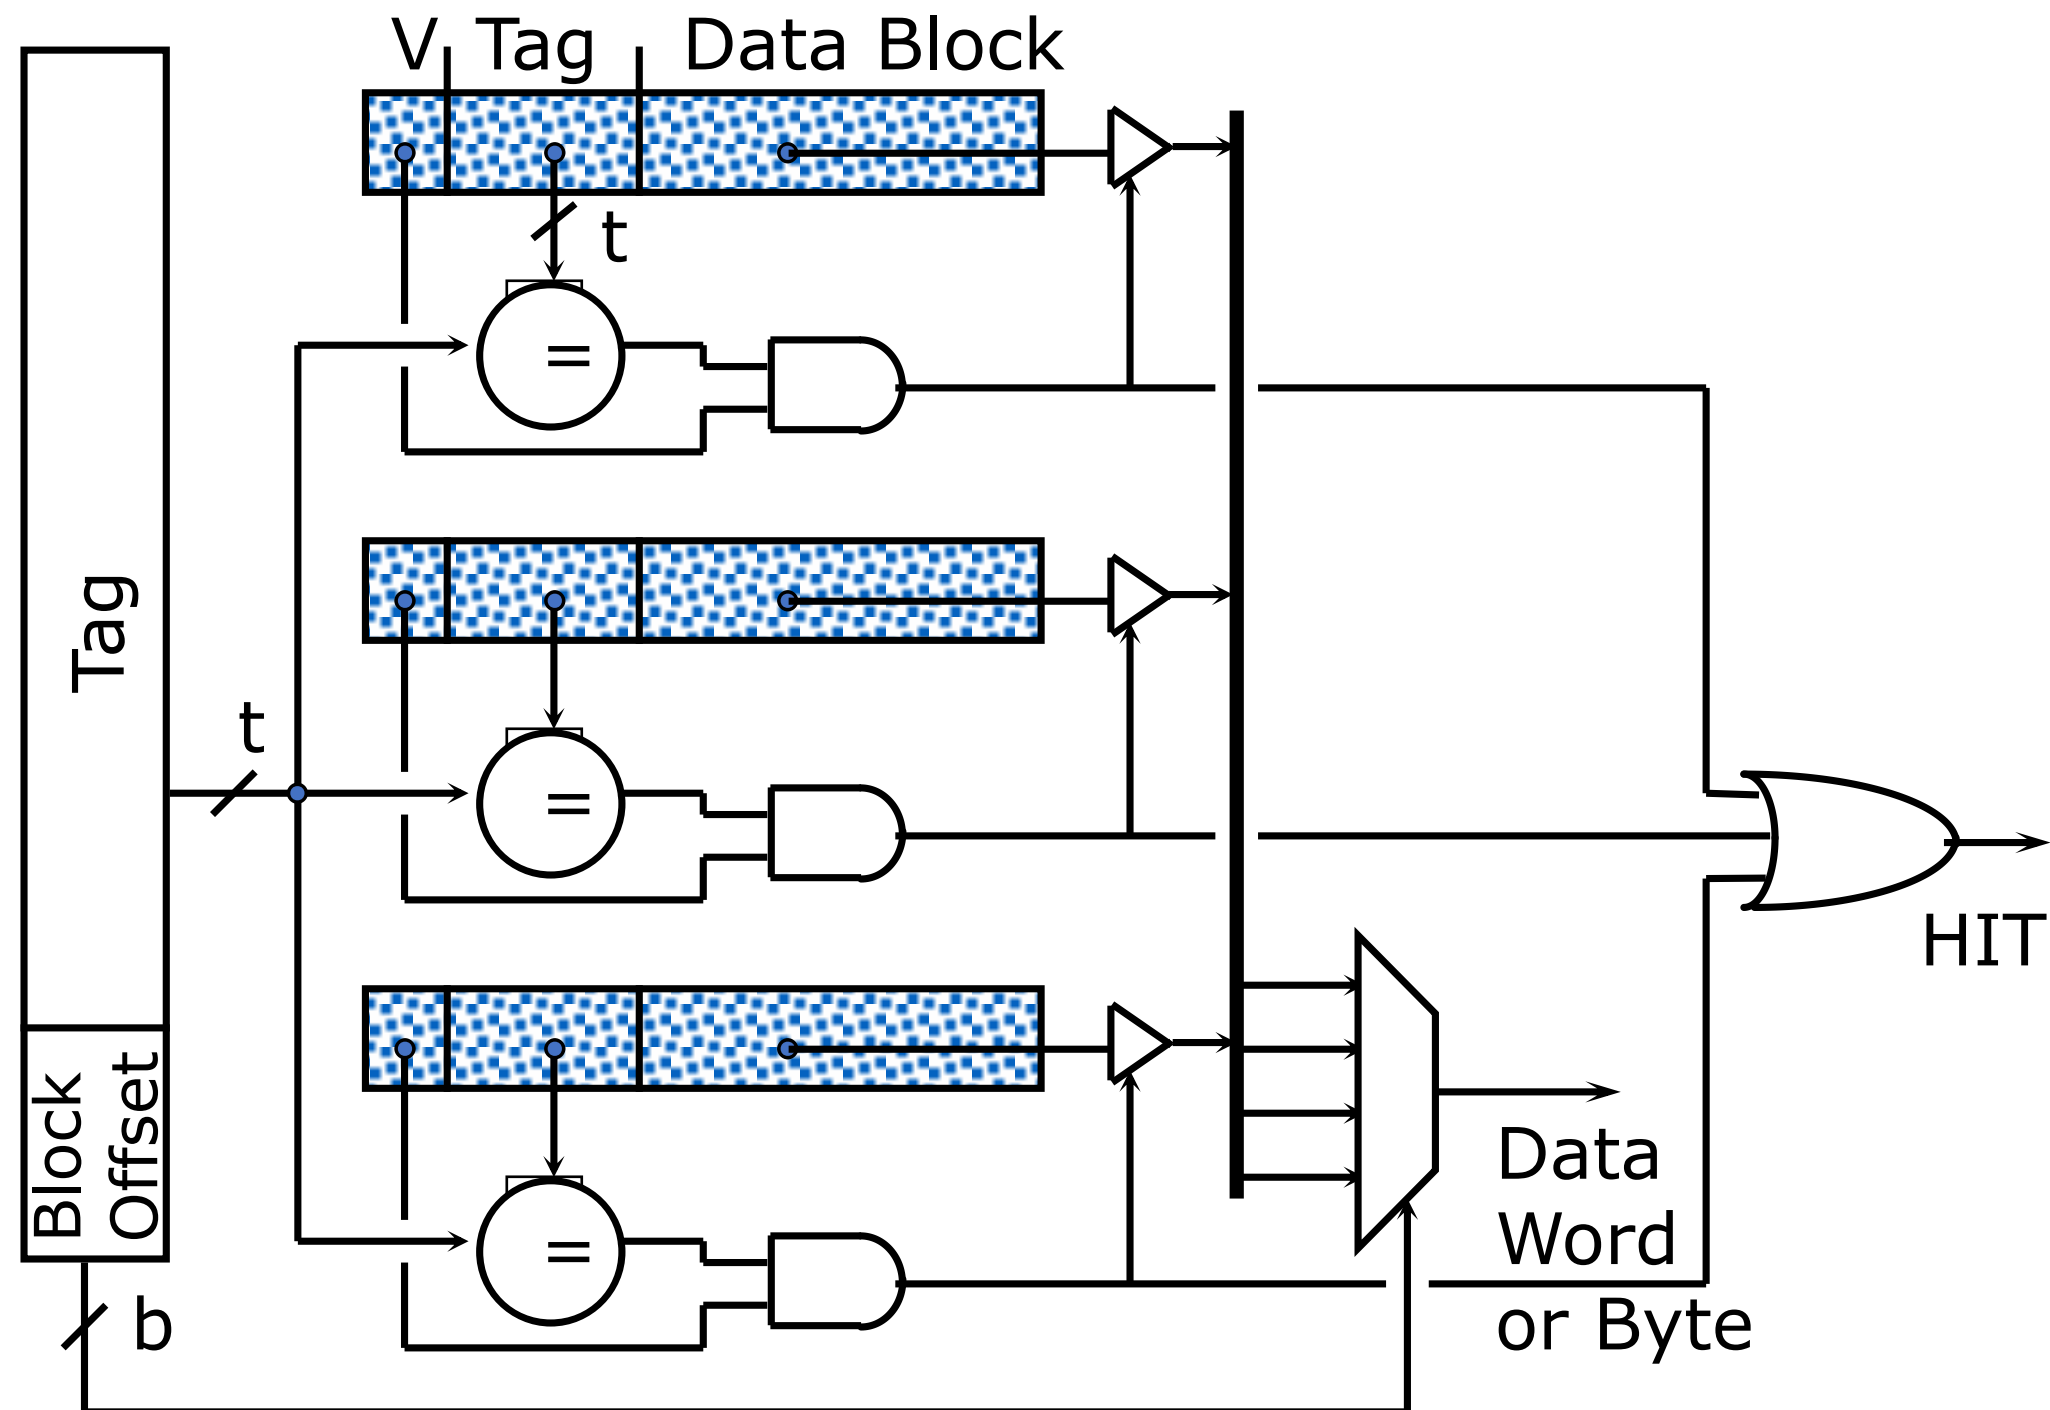 V Tag Data Block
t
=
Tag
t
=
HIT
Block
Offset
=
Data
Word
or Byte
b